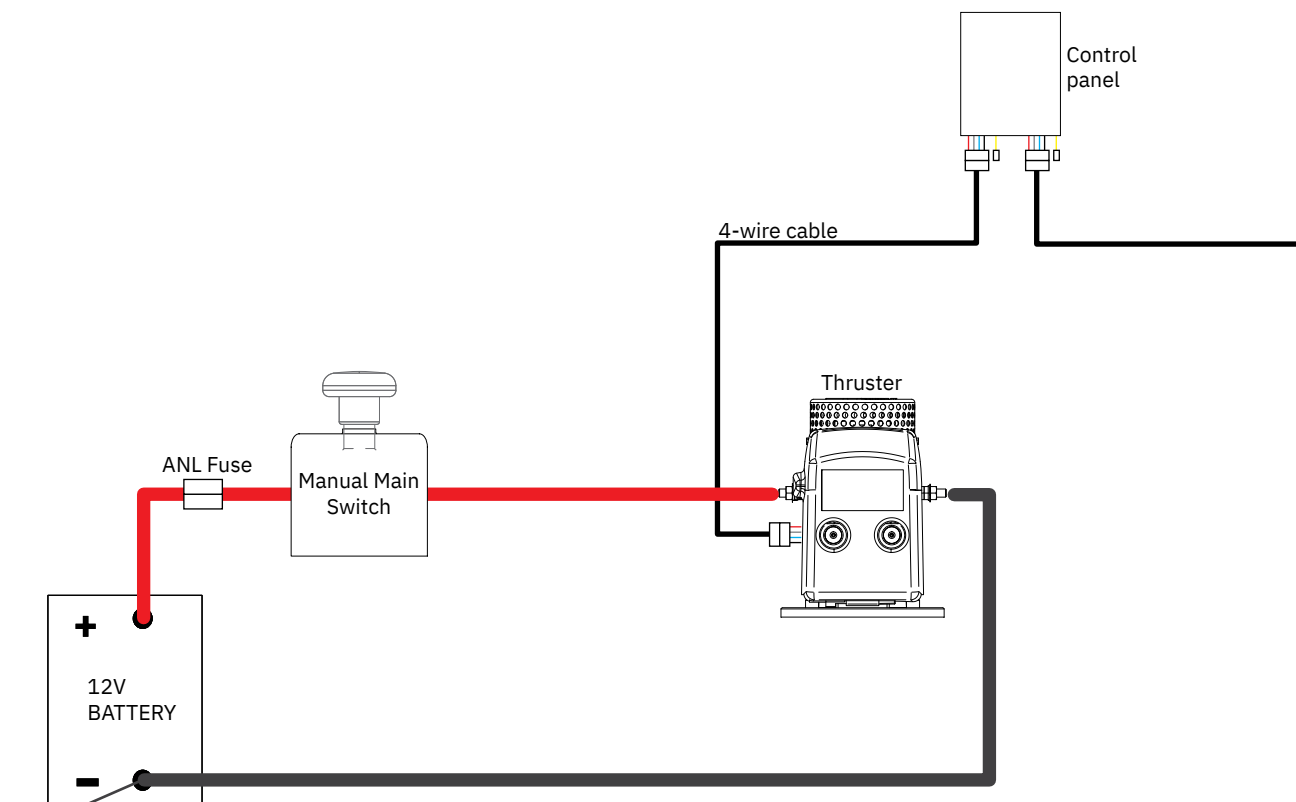 Control
panel
4-wire cable
Thruster
ANL Fuse
Manual Main
Switch
+
12V
BATTERY
-